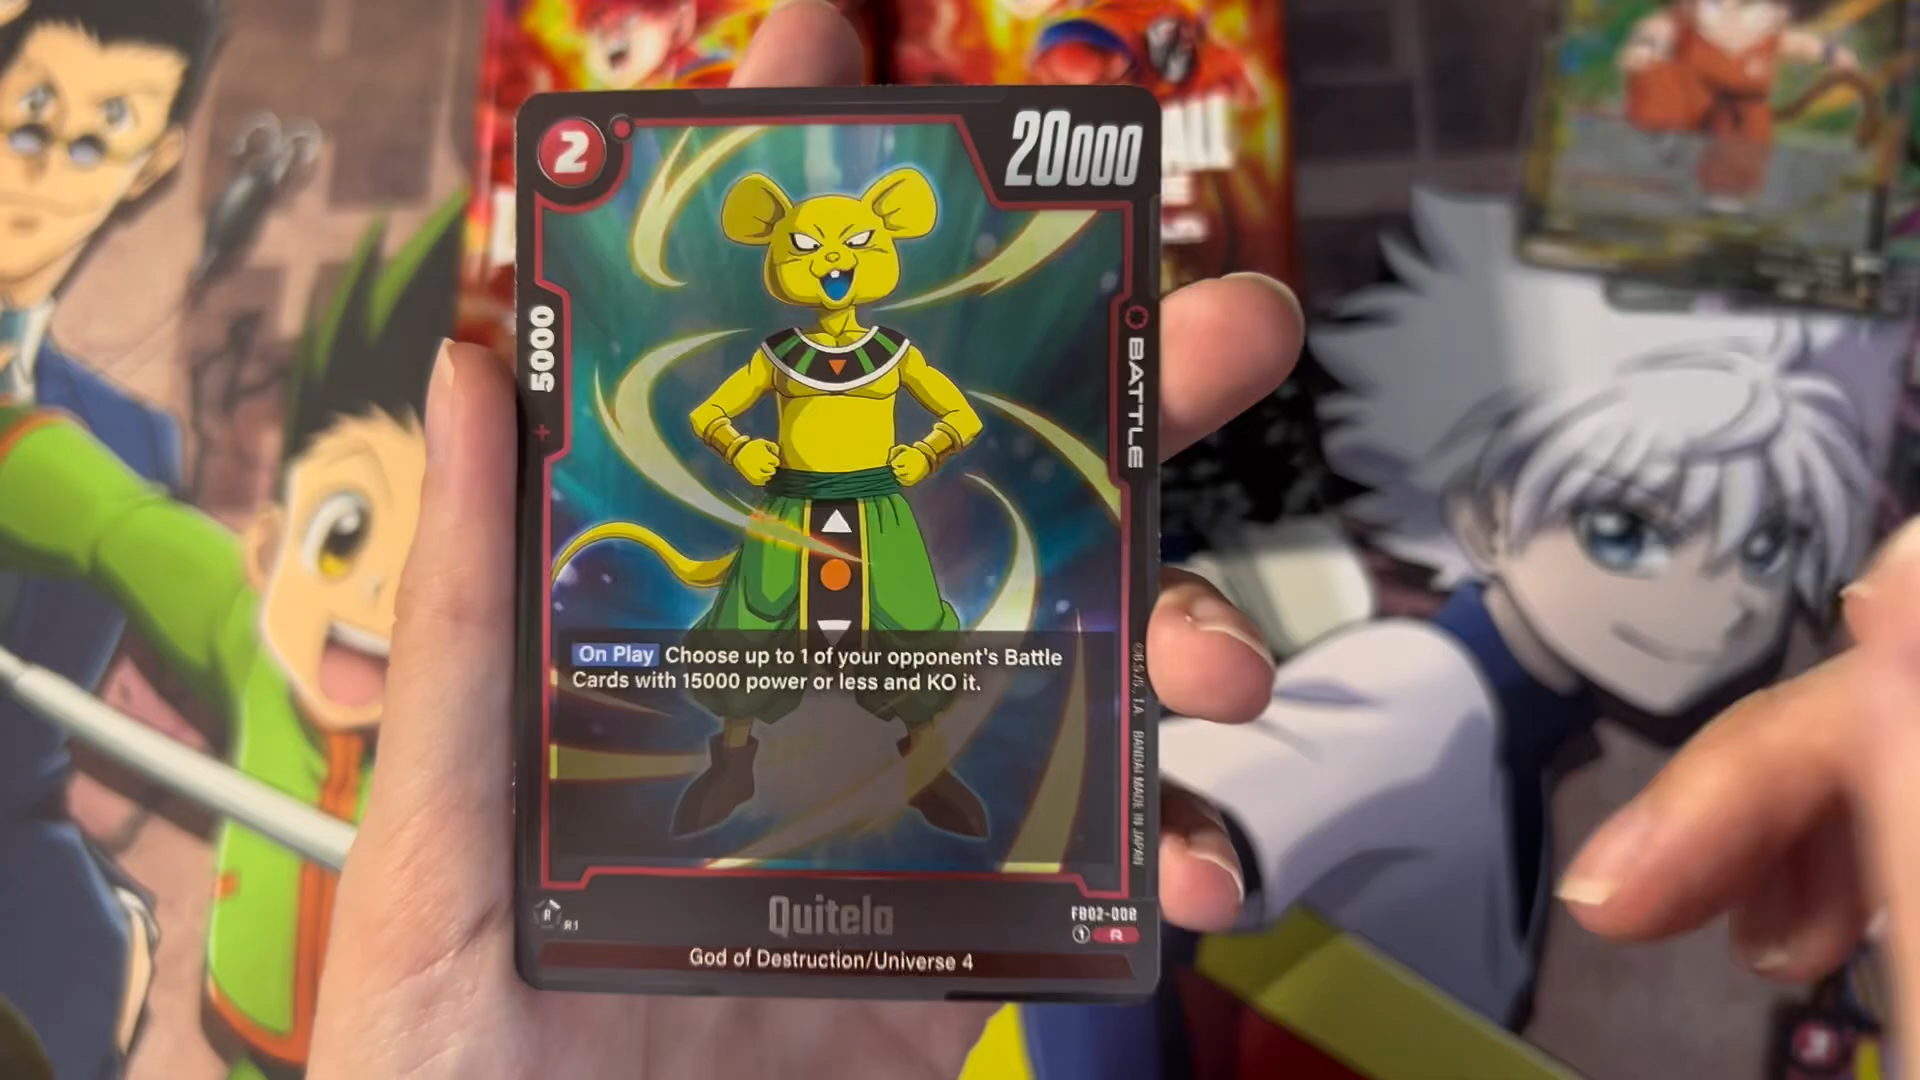 2
20000
5000
BATTLE
On Play Choose up to 1 of your opponent's Battle
Cards with 15000 power or less and KO it.
©B.S./S., T.A. BANDAI MADE IN JAPAN
Quitela
R
R1
FB02-008
1 R
God of Destruction/Universe 4